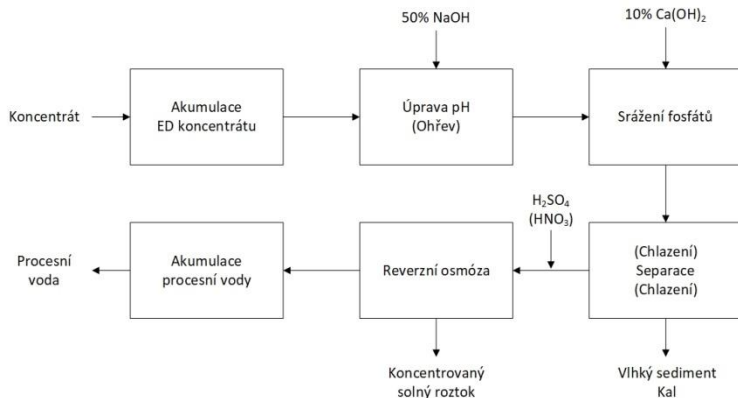 50% NaOH
10% Ca(OH)₂
Koncentrát
Akumulace
ED koncentrátu
Úprava pH
(Ohřev)
Srážení fosfátů
H₂SO₄
(HNO₃)
Procesní
voda
Akumulace
procesní vody
Reverzní osmóza
(Chlazení)
Separace
(Chlazení)
Koncentrovaný
solný roztok
Vlhký sediment
Kal